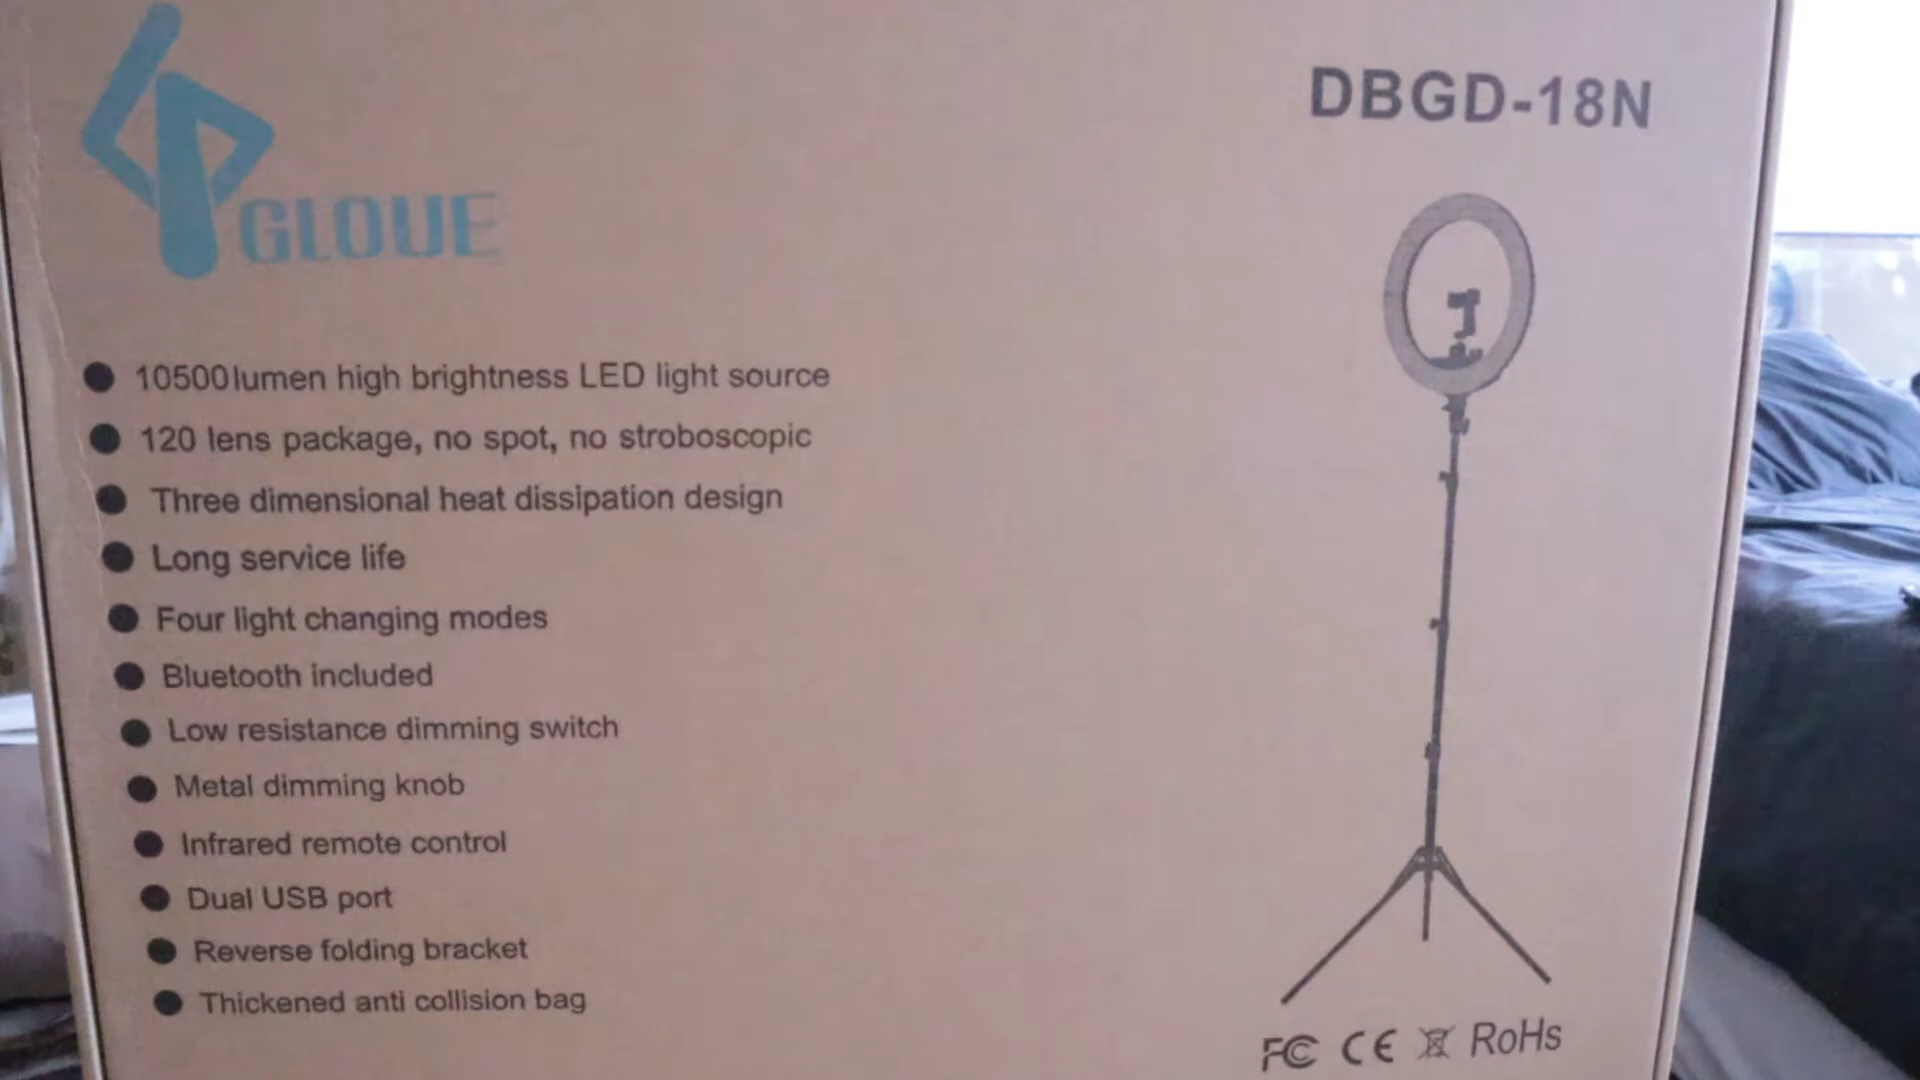 GLOUE
DBGD-18N
10500lumen high brightness LED light source
120 lens package, no spot, no stroboscopic
Three dimensional heat dissipation design
Long service life
Four light changing modes
Bluetooth included
Low resistance dimming switch
Metal dimming knob
Infrared remote control
Dual USB port
Reverse folding bracket
Thickened anti collision bag
FC CE RoHs